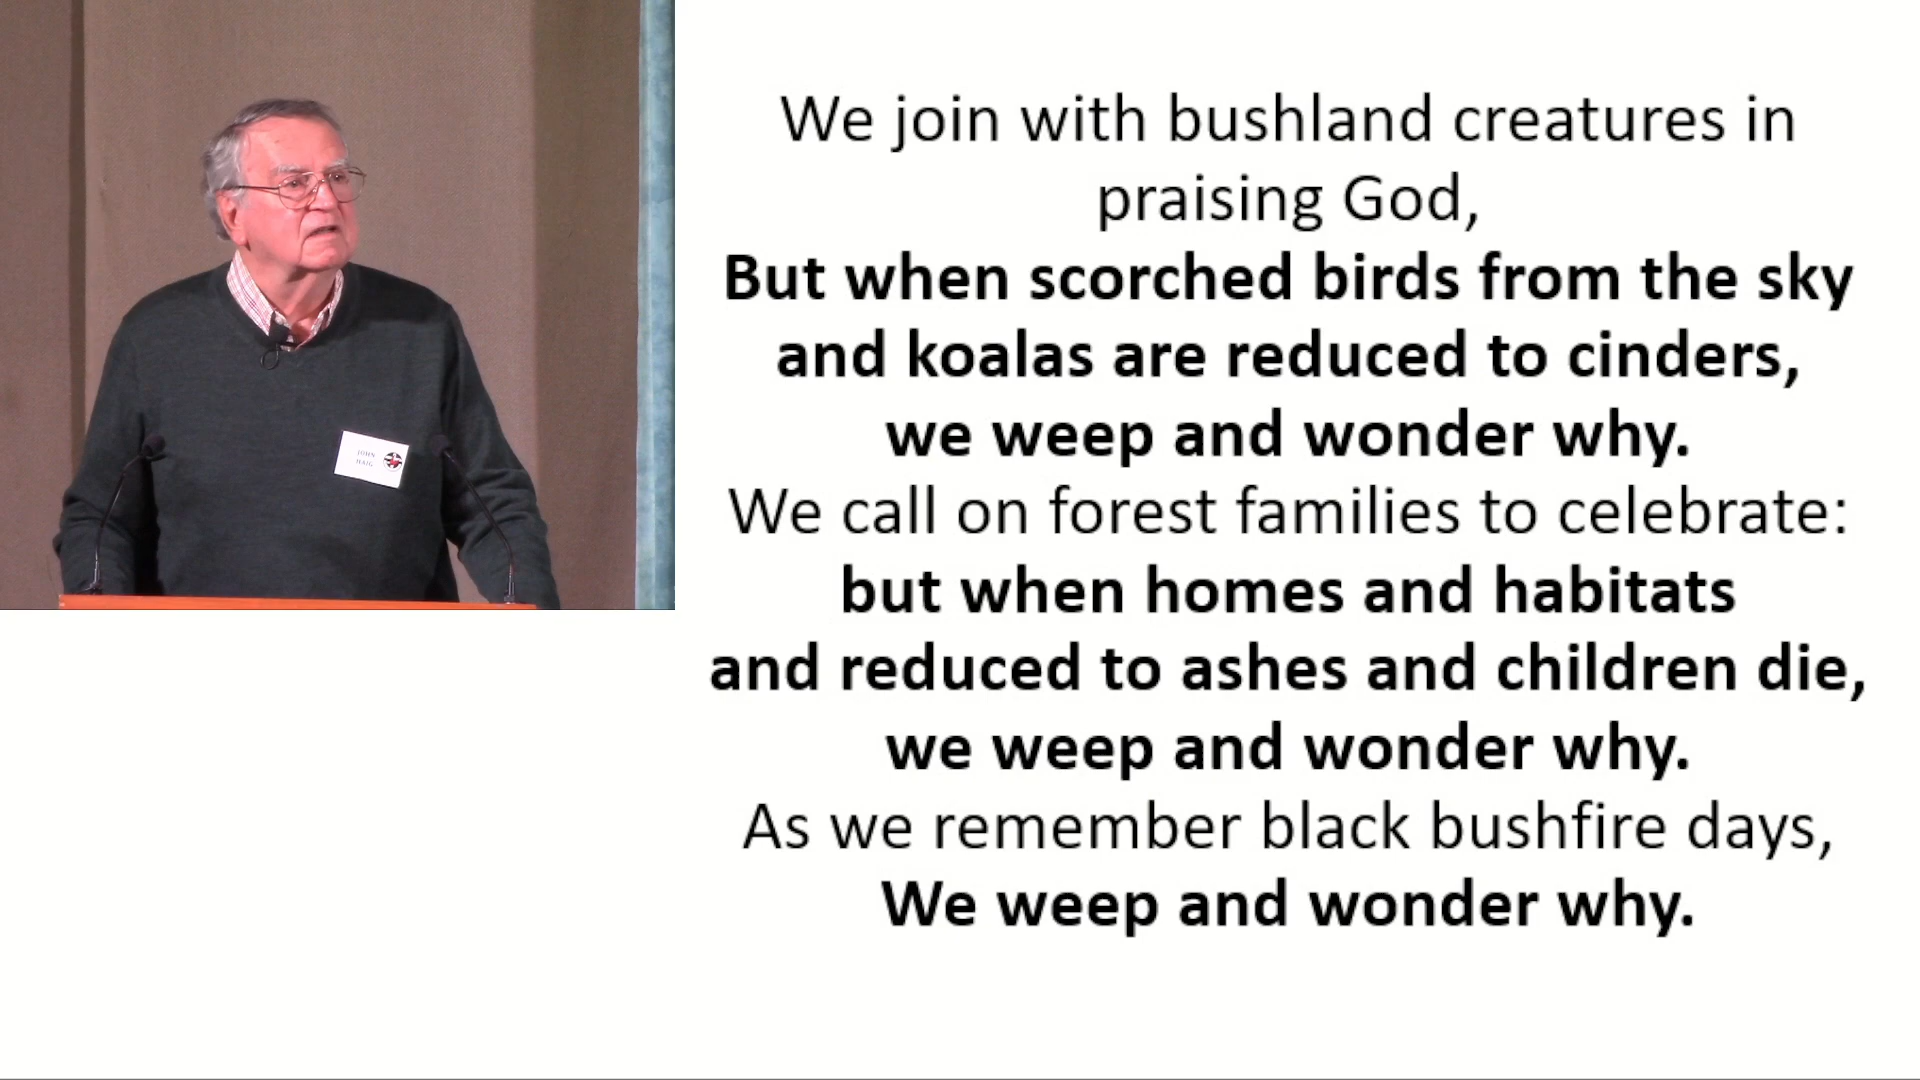 We join with bushland creatures in
praising God,
But when scorched birds from the sky
and koalas are reduced to cinders,
we weep and wonder why.
We call on forest families to celebrate:
but when homes and habitats
and reduced to ashes and children die,
we weep and wonder why.
As we remember black bushfire days,
We weep and wonder why.
JOHN
HAIG